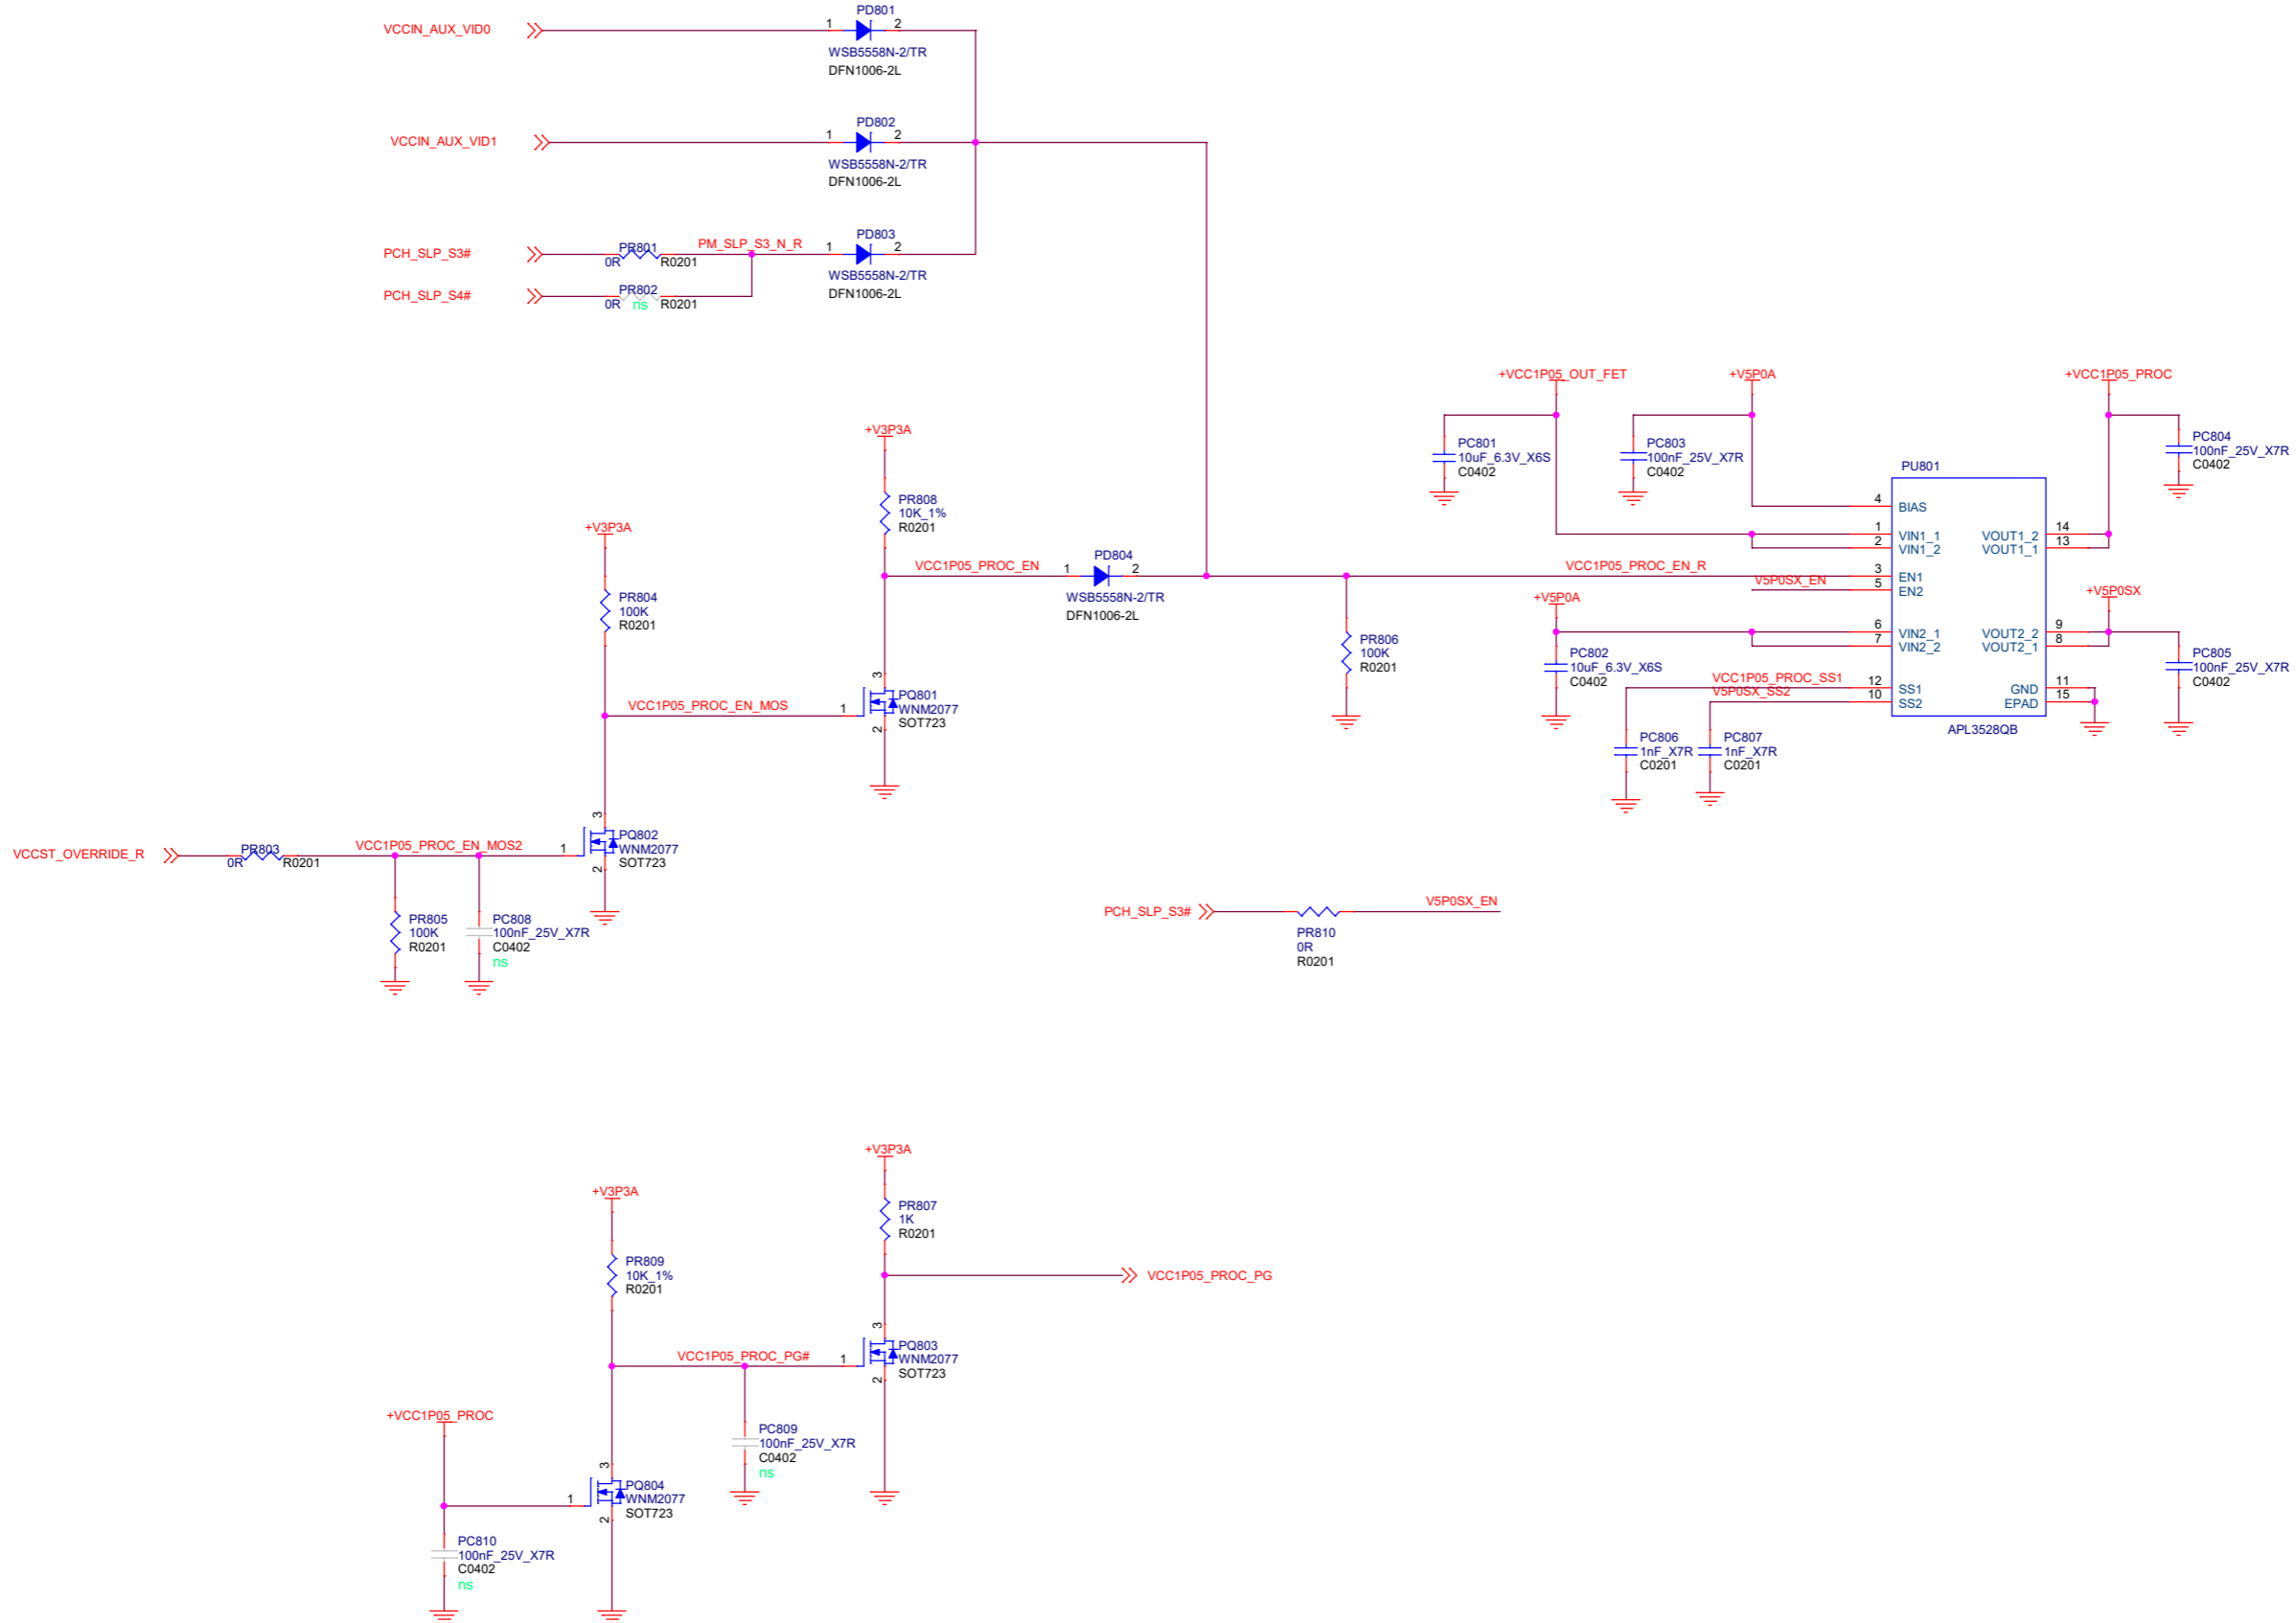 PD801
VCCIN_AUX_VID0
1
2
WSB5558N-2/TR
DFN1006-2L
PD802
VCCIN_AUX_VID1
1
2
WSB5558N-2/TR
DFN1006-2L
PD803
PCH_SLP_S3#
PR801
0R
R0201
PM_SLP_S3_N_R
1
2
WSB5558N-2/TR
DFN1006-2L
PCH_SLP_S4#
PR802
0R
ns
R0201
+VCC1P05_OUT_FET
+V5P0A
+VCC1P05_PROC
PC801
10uF_6.3V_X6S
C0402
PC803
100nF_25V_X7R
C0402
PC804
100nF_25V_X7R
C0402
+V3P3A
PR808
10K_1%
R0201
+V3P3A
PR804
100K
R0201
VCC1P05_PROC_EN
1
PD804
2
WSB5558N-2/TR
DFN1006-2L
VCC1P05_PROC_EN_R
V5P0SX_EN
+V5P0A
PR806
100K
R0201
PC802
10uF_6.3V_X6S
C0402
VCC1P05_PROC_SS1
V5P0SX_SS2
PC806
1nF_X7R
C0201
PC807
1nF_X7R
C0201
PU801
4
BIAS
1
VIN1_1
VOUT1_2
14
2
VIN1_2
VOUT1_1
13
3
EN1
5
EN2
6
VIN2_1
VOUT2_2
9
7
VIN2_2
VOUT2_1
8
12
SS1
GND
11
10
SS2
EPAD
15
APL3528QB
+V5P0SX
PC805
100nF_25V_X7R
C0402
VCC1P05_PROC_EN_MOS
1
3
PQ801
WNM2077
SOT723
2
VCCST_OVERRIDE_R
PR803
0R
R0201
VCC1P05_PROC_EN_MOS2
1
3
PQ802
WNM2077
SOT723
2
PR805
100K
R0201
PC808
100nF_25V_X7R
C0402
ns
PCH_SLP_S3#
V5P0SX_EN
PR810
0R
R0201
+V3P3A
PR807
1K
R0201
+V3P3A
PR809
10K_1%
R0201
VCC1P05_PROC_PG
VCC1P05_PROC_PG#
1
3
PQ803
WNM2077
SOT723
2
+VCC1P05_PROC
PC809
100nF_25V_X7R
C0402
ns
1
3
PQ804
WNM2077
SOT723
2
PC810
100nF_25V_X7R
C0402
ns